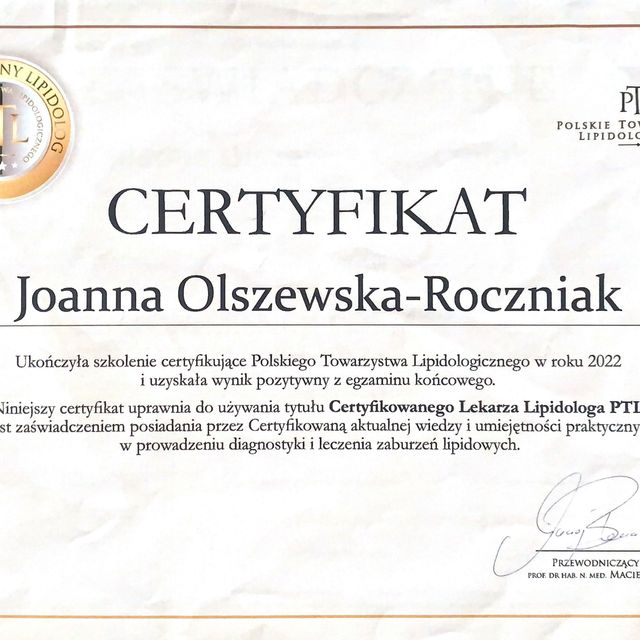 NY LIPIDOLOG
LIPIDOLOGICZNEGO
PT
POLSKIE TOW
LIPIDOLO
CERTYFIKAT
Joanna Olszewska-Roczniak
Ukończyła szkolenie certyfikujące Polskiego Towarzystwa Lipidologicznego w roku 2022
i uzyskała wynik pozytywny z egzaminu końcowego.
Niniejszy certyfikat uprawnia do używania tytułu Certyfikowanego Lekarza Lipidologa PTL
st zaświadczeniem posiadania przez Certyfikowaną aktualnej wiedzy i umiejętności praktyczny
w prowadzeniu diagnostyki i leczenia zaburzeń lipidowych.
PRZEWODNICZĄCY
PROF. DR HAB. N. MED. MACIE